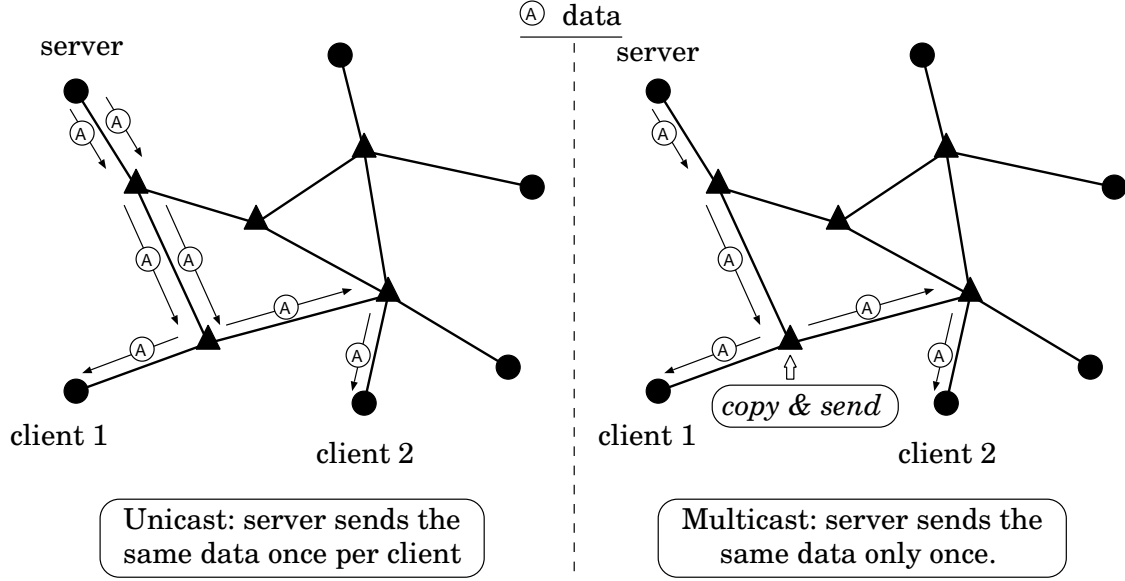 Ⓐ data
server
A
A
A
A
A
A
A
client 1
client 2
Unicast: server sends the
same data once per client
server
A
A
A
A
A
copy & send
client 1
client 2
Multicast: server sends the
same data only once.